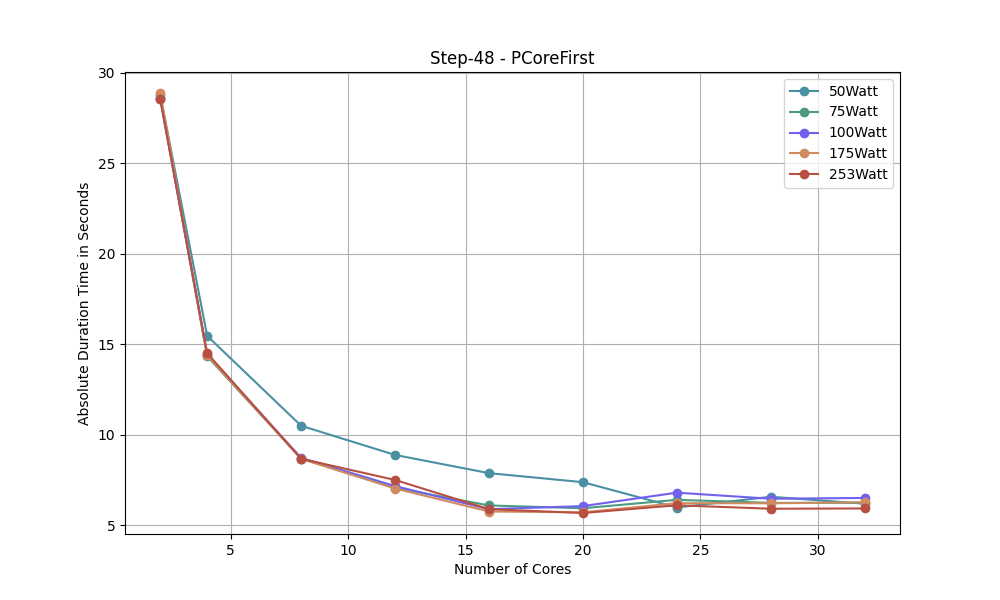 Step-48 - PCoreFirst
30
25
20
15
10
5
Absolute Duration Time in Seconds
50Watt
75Watt
100Watt
175Watt
253Watt
5
10
15
20
25
30
Number of Cores